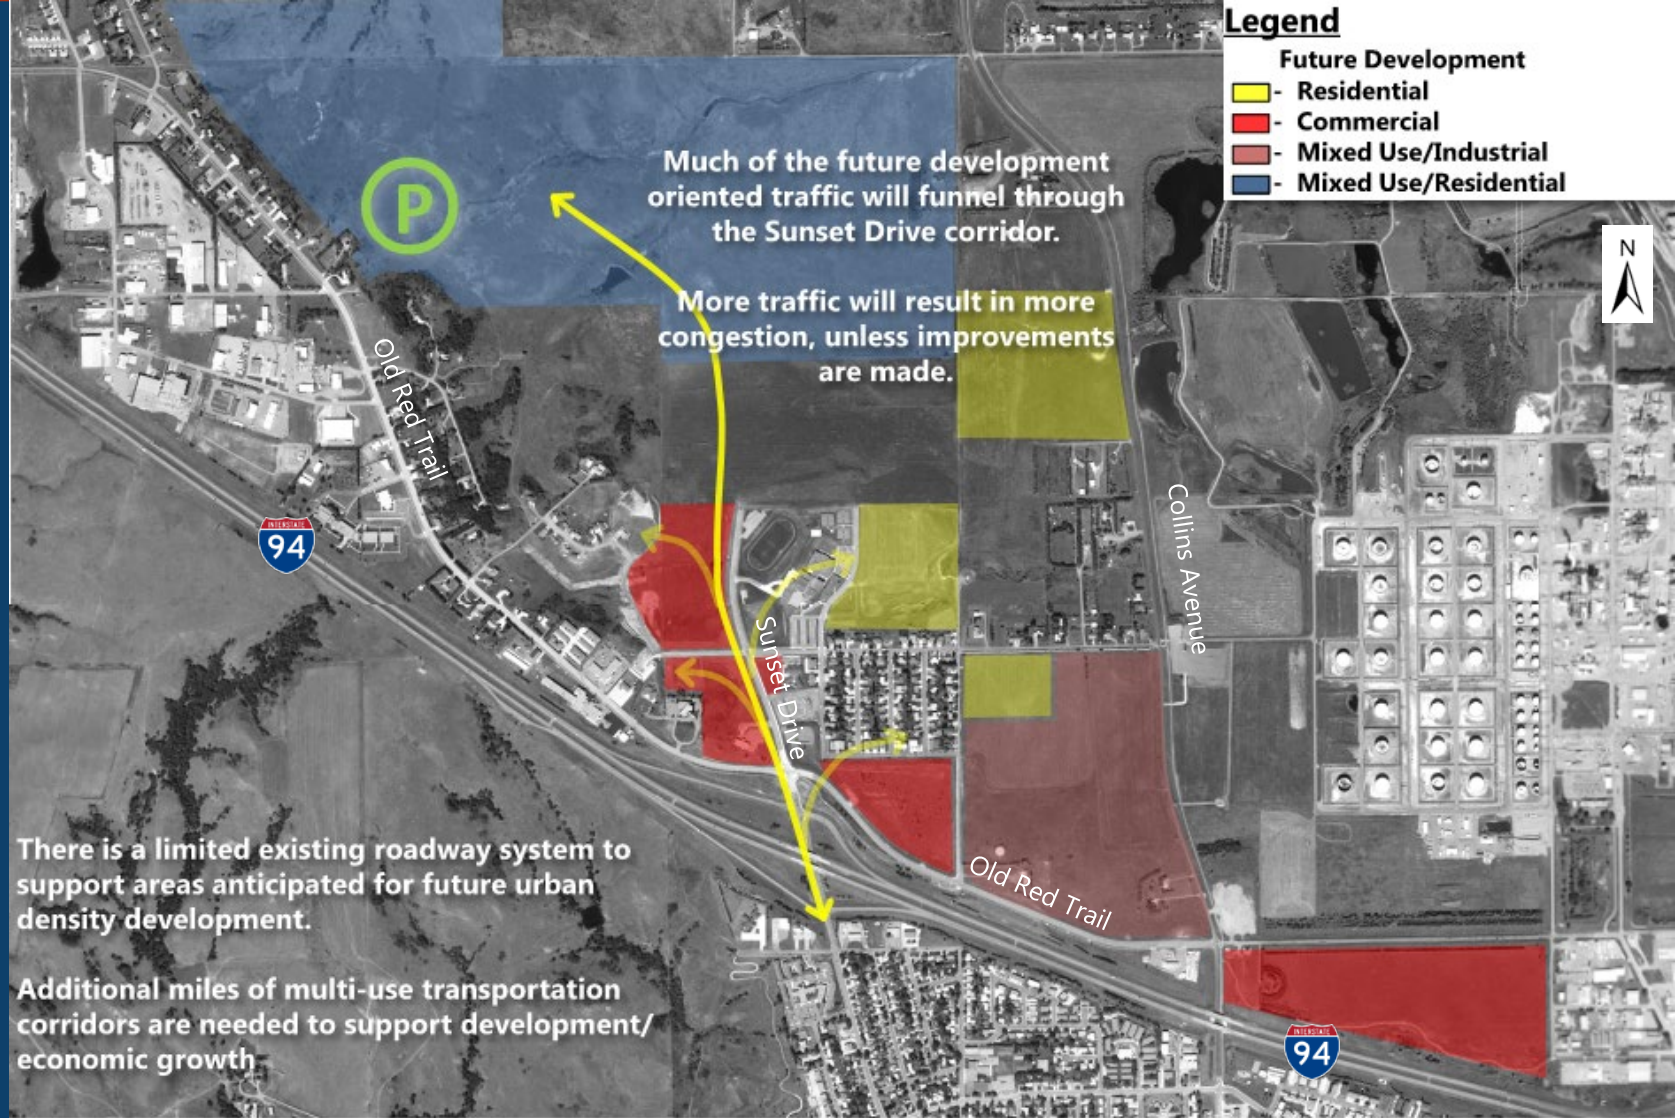 Legend
Future Development
- Residential
- Commercial
- Mixed Use/Industrial
- Mixed Use/Residential
N
P
Much of the future development
oriented traffic will funnel through
the Sunset Drive corridor.
More traffic will result in more
congestion, unless improvements
are made.
Old Red Trail
INTERSTATE
94
Collins Avenue
Sunset Drive
Old Red Trail
There is a limited existing roadway system to
support areas anticipated for future urban
density development.
Additional miles of multi-use transportation
corridors are needed to support development/
economic growth
INTERSTATE
94